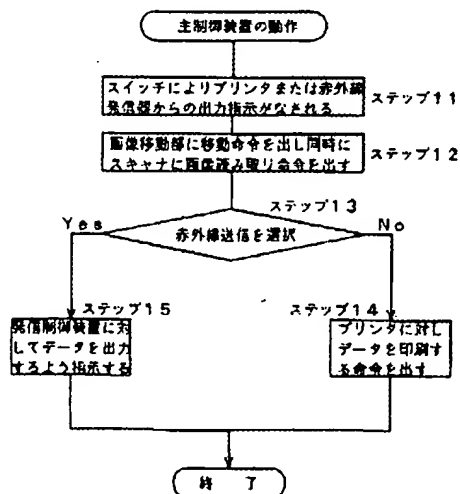 主制御装置の動作
スイッチによりプリンタまたは赤外線
発信器からの出力指示がなされる
ステップ11
画像移動部に移動命令を出し同時に
スキャナに画像読み取り命令を出す
ステップ12
ステップ13
Yes
No
赤外線送信を選択
ステップ15
発信制御装置に対
してデータを出力
するよう指示する
ステップ14
プリンタに対し
データを印刷す
る命令を出す
終 了